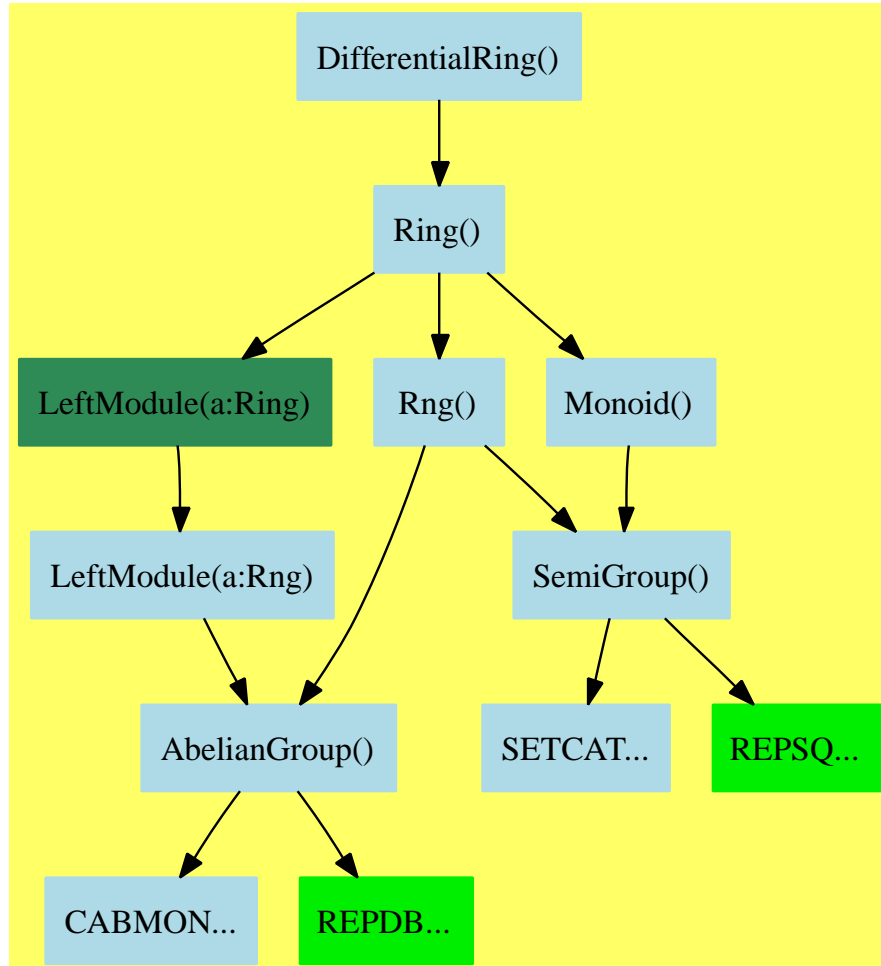 DifferentialRing()
Ring()
LeftModule(a:Ring)
Rng()
Monoid()
LeftModule(a:Rng)
SemiGroup()
AbelianGroup()
SETCAT...
REPSQ...
CABMON...
REPDB...